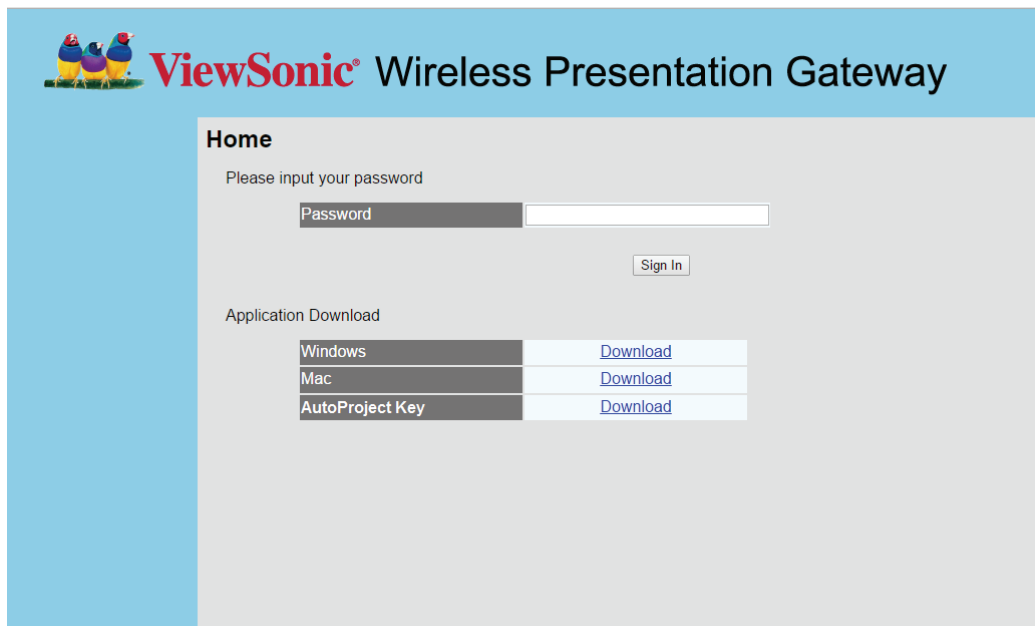 ViewSonic® Wireless Presentation Gateway
Home
Please input your password
Password
Sign In
Application Download
Windows Download
Mac Download
AutoProject Key Download